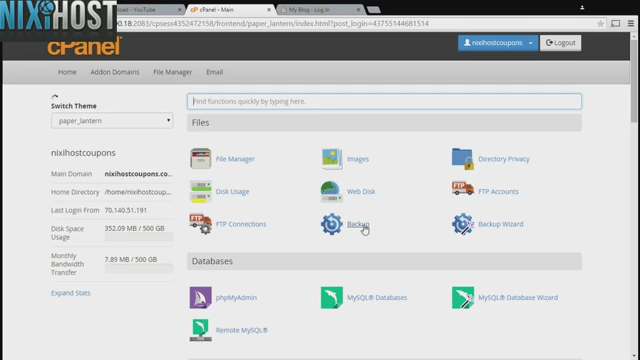 NIXIHOST
oad - YouTube
cPanel - Main
My Blog › Log In
00.18:2083/cpsess4352472158/frontend/paper_lantern/index.html?post_login=43755144681514
cPanel
nixihostcoupons
Logout
Home Addon Domains File Manager Email
Switch Theme
paper_lantern
Find functions quickly by typing here.
Files
nixihostcoupons
Main Domain nixihostcoupons.co...
Home Directory /home/nixihostcoup...
Last Login From 70.140.51.191
Disk Space Usage 352.09 MB / 500 GB
Monthly Bandwidth Transfer 7.89 MB / 500 GB
Expand Stats
File Manager Images Directory Privacy
Disk Usage Web Disk FTP Accounts
FTP Connections Backup Backup Wizard
Databases
phpMyAdmin MySQL® Databases MySQL® Database Wizard
Remote MySQL®